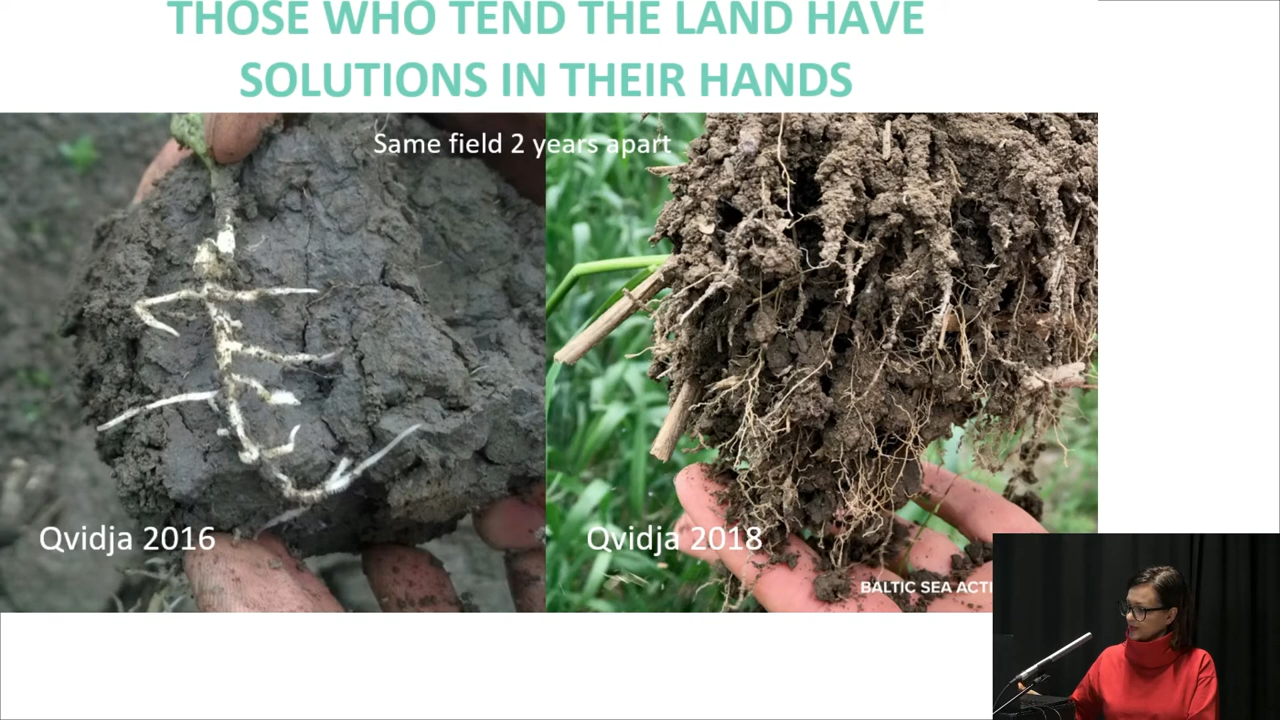 THOSE WHO TEND THE LAND HAVE
SOLUTIONS IN THEIR HANDS
Same field 2 years apart
Qvidja 2016
Qvidja 2018
BALTIC SEA ACTI